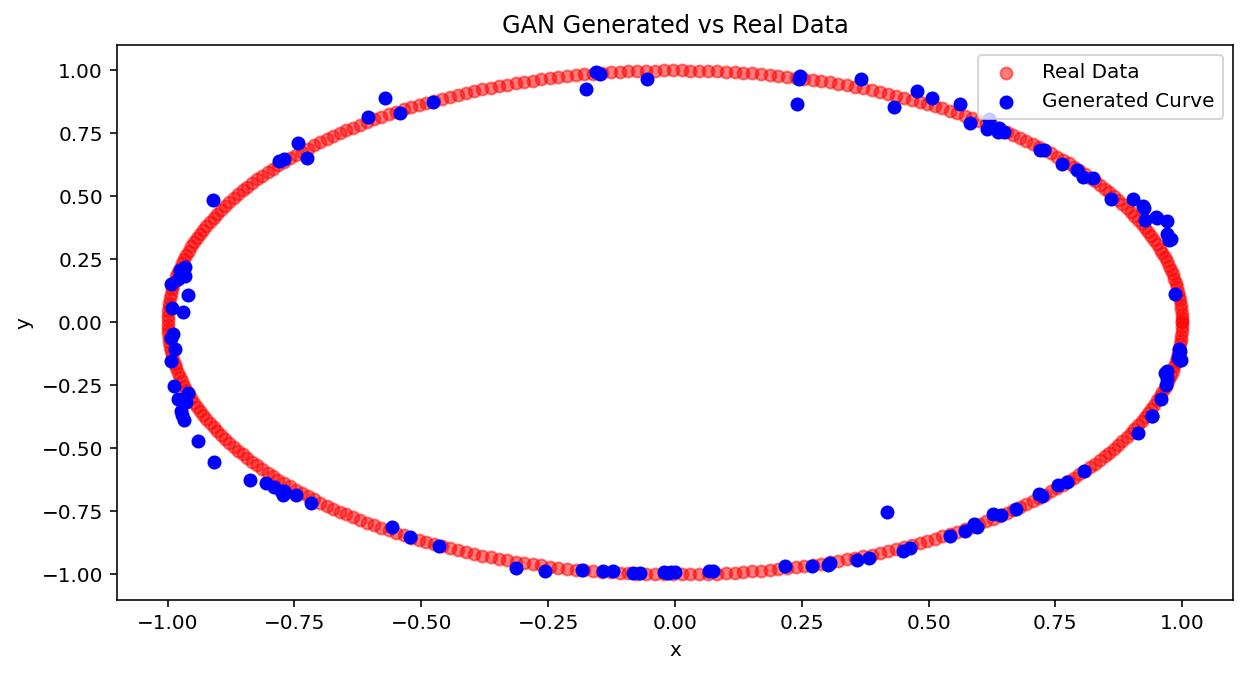 GAN Generated vs Real Data
Real Data
Generated Curve
1.00
0.75
0.50
0.25
0.00
−0.25
−0.50
−0.75
−1.00
y
−1.00 −0.75 −0.50 −0.25 0.00 0.25 0.50 0.75 1.00
x